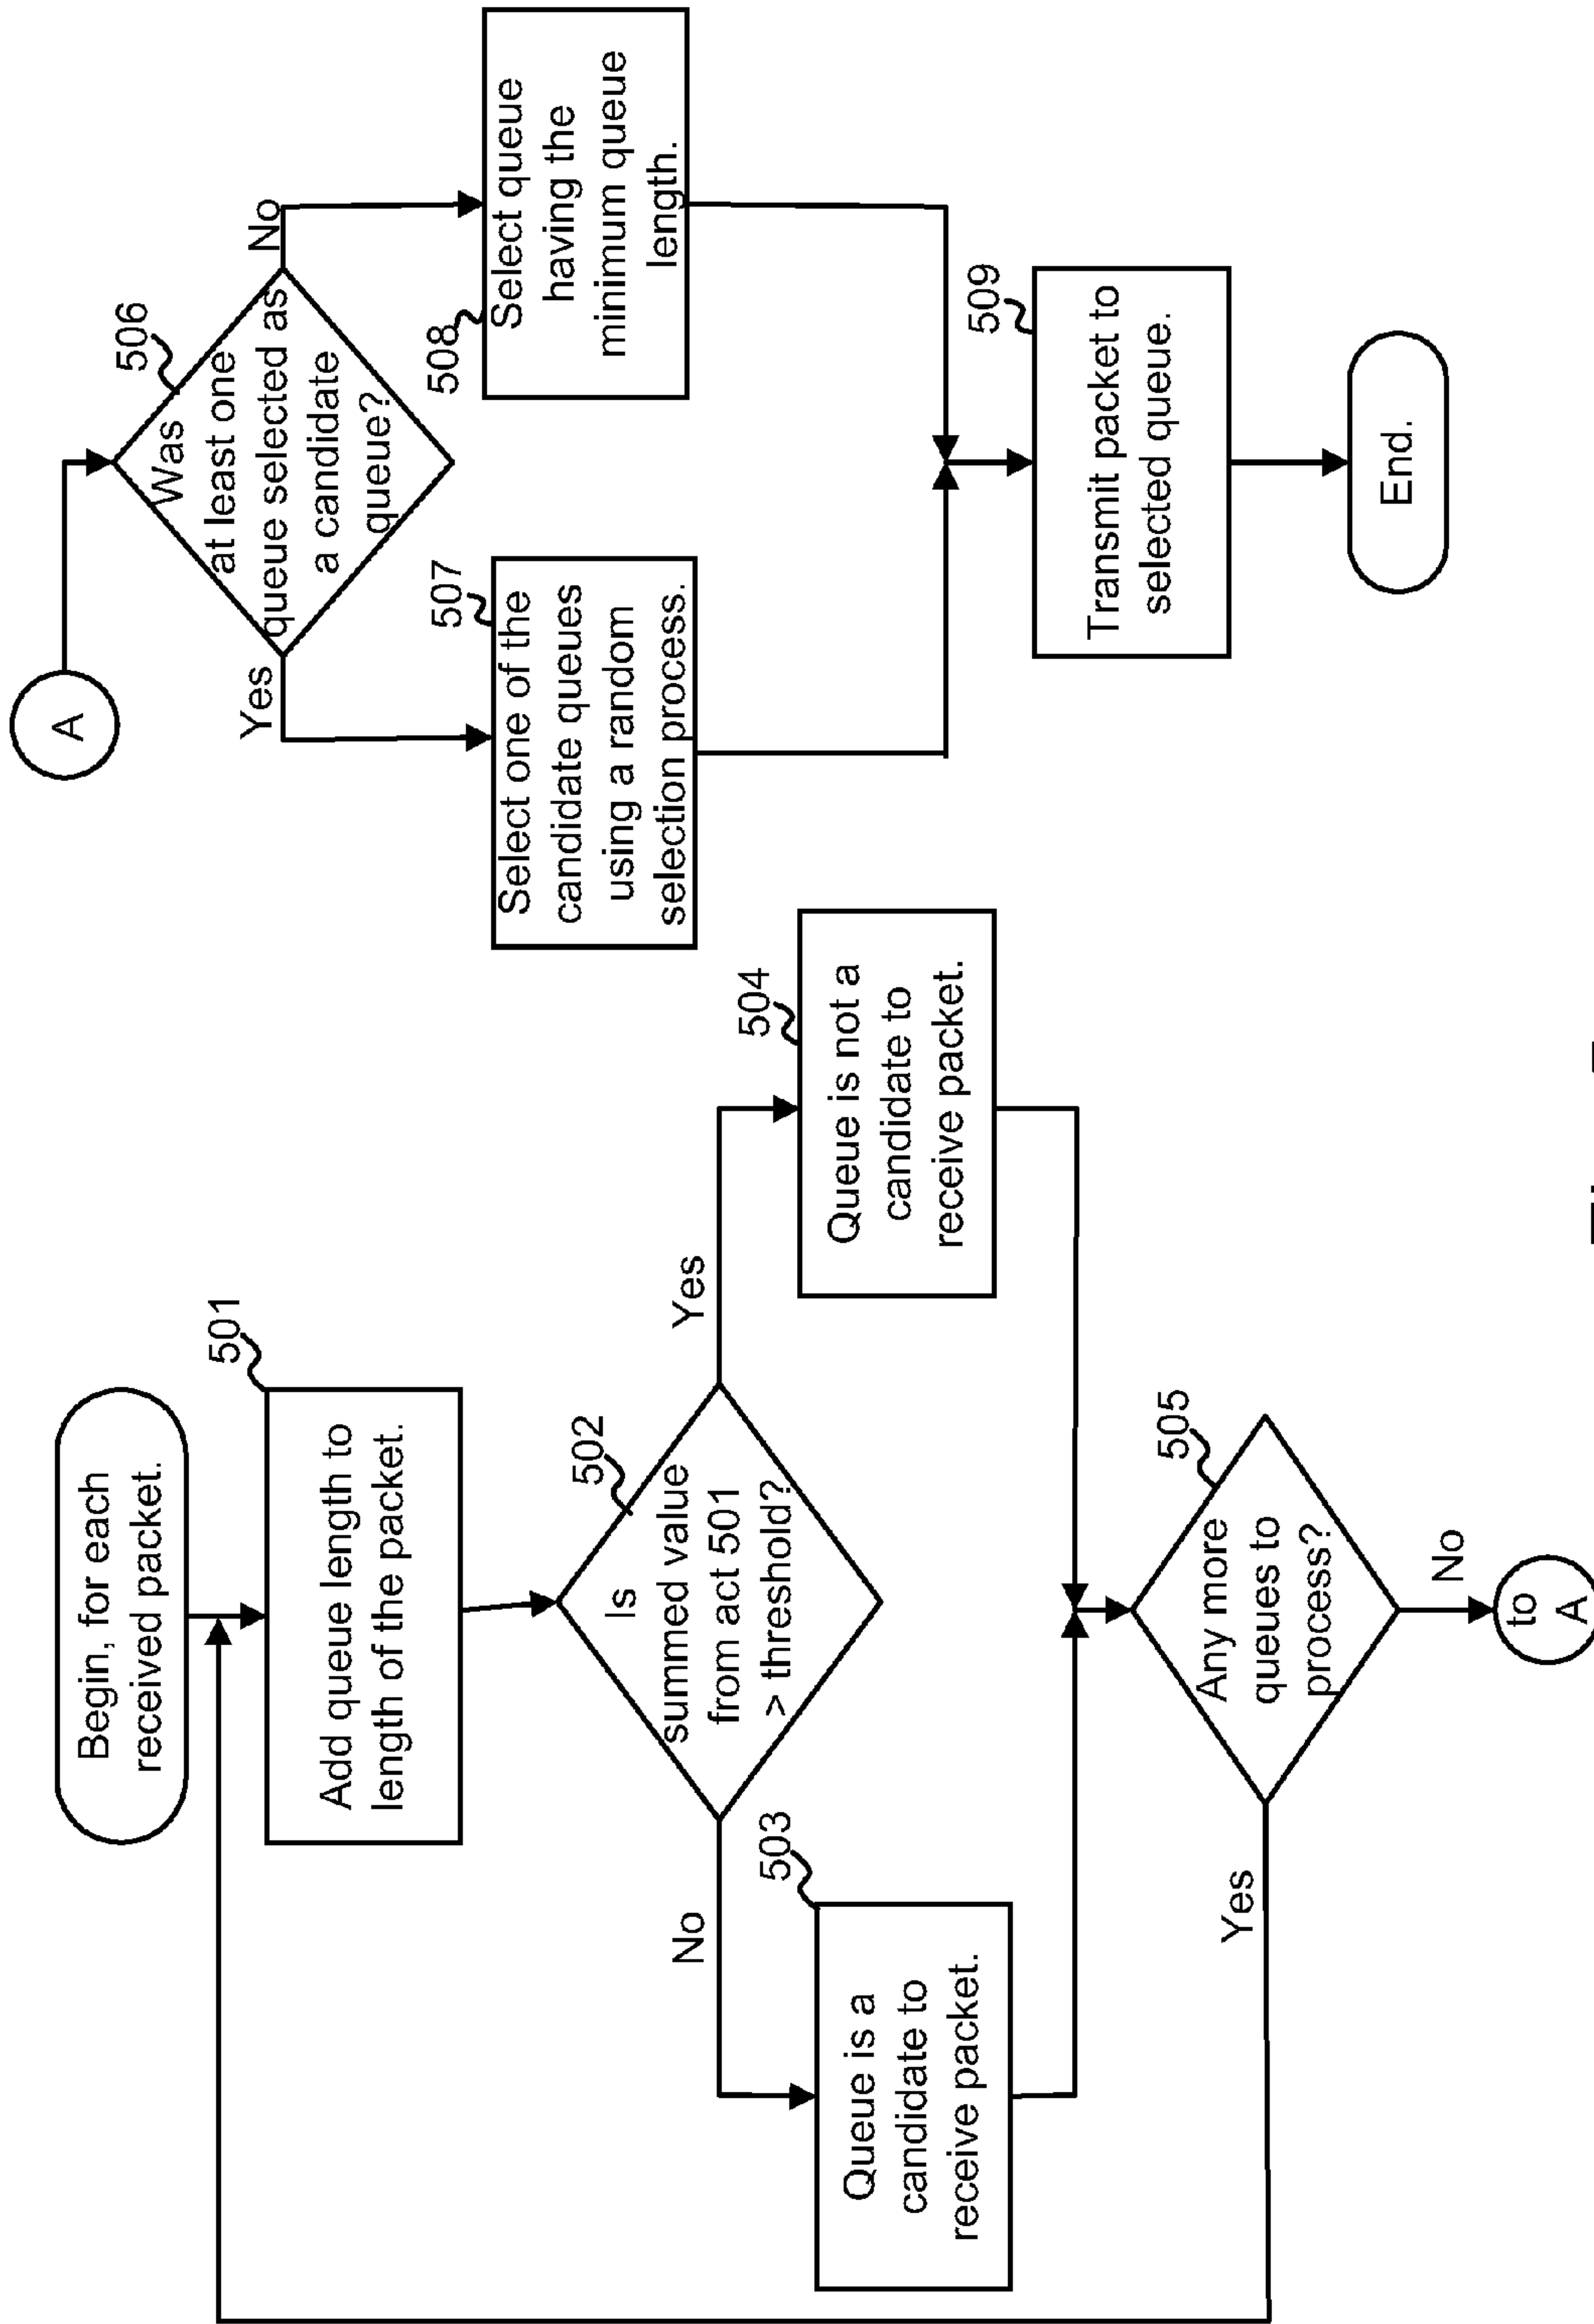 Begin, for each
received packet.
501
Add queue length to
length of the packet.
502
Is
summed value
from act 501
> threshold?
No
Yes
503
Queue is a
candidate to
receive packet.
504
Queue is not a
candidate to
receive packet.
505
Any more
queues to
process?
Yes
No
to
A
A
506
Was
at least one
queue selected as
a candidate
queue?
Yes
No
507
Select one of the
candidate queues
using a random
selection process.
508
Select queue
having the
minimum queue
length.
509
Transmit packet to
selected queue.
End.